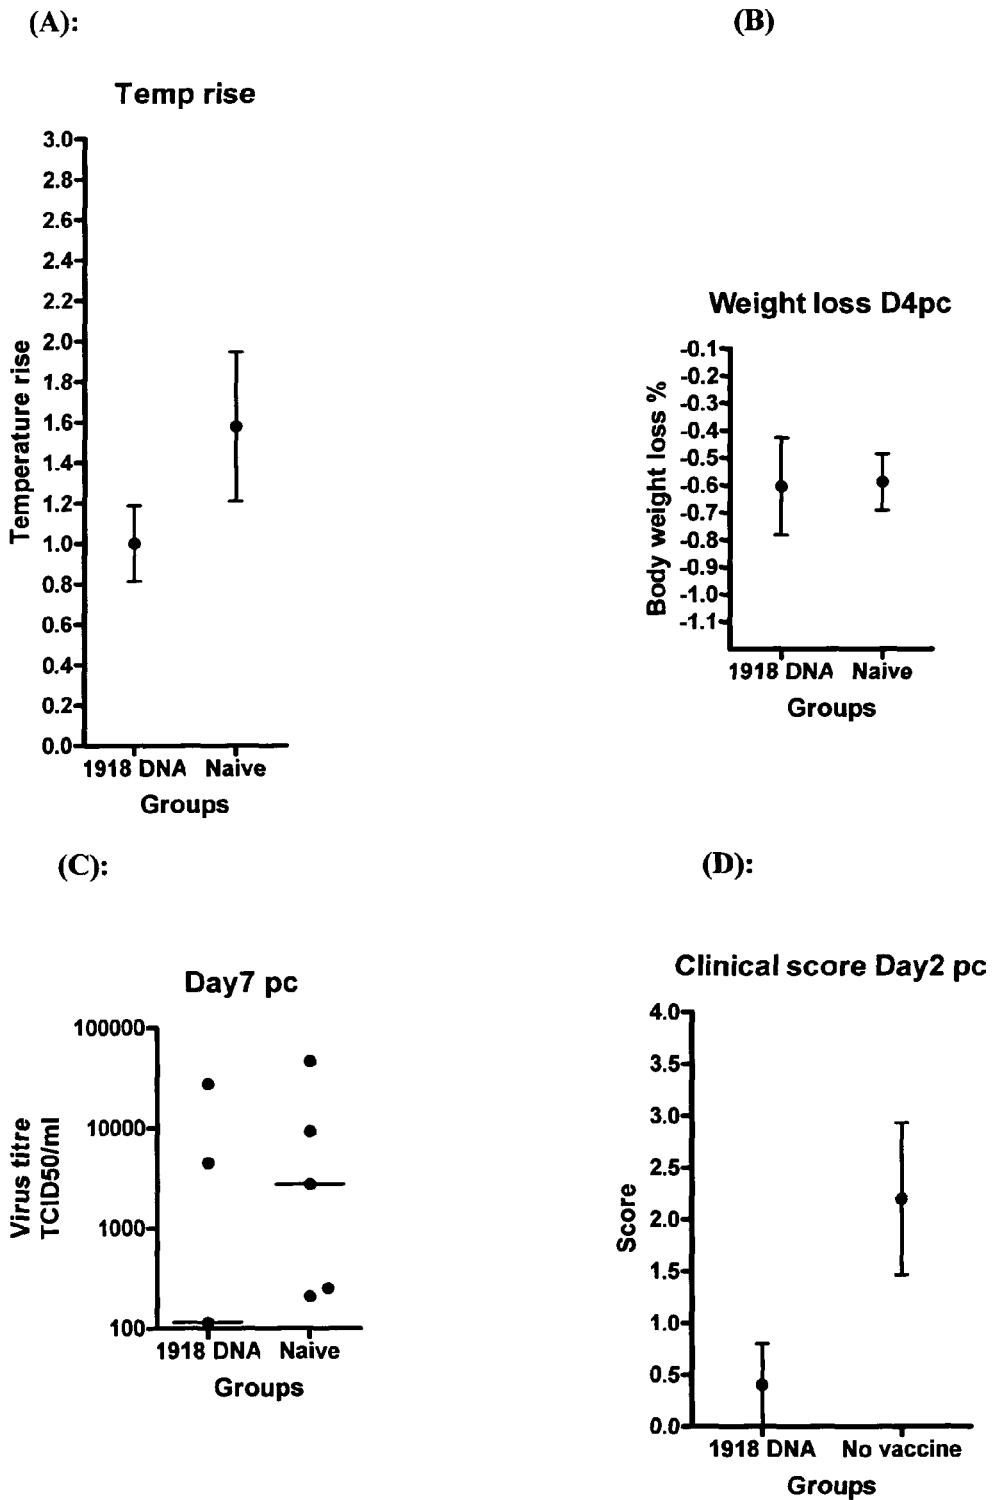 (A):
(B)
Temp rise
3.0
2.8
2.6
2.4
2.2
2.0
1.8
1.6
1.4
1.2
1.0
0.8
0.6
0.4
0.2
0.0
Temperature rise
1918 DNA Naive
Groups
Weight loss D4pc
-0.1
-0.2
-0.3
-0.4
-0.5
-0.6
-0.7
-0.8
-0.9
-1.0
-1.1
Body weight loss %
1918 DNA Naive
Groups
(C):
(D):
Day7 pc
100000
10000
1000
100
Virus titre
TCID50/ml
1918 DNA Naive
Groups
Clinical score Day2 pc
4.0
3.5
3.0
2.5
2.0
1.5
1.0
0.5
0.0
Score
1918 DNA No vaccine
Groups